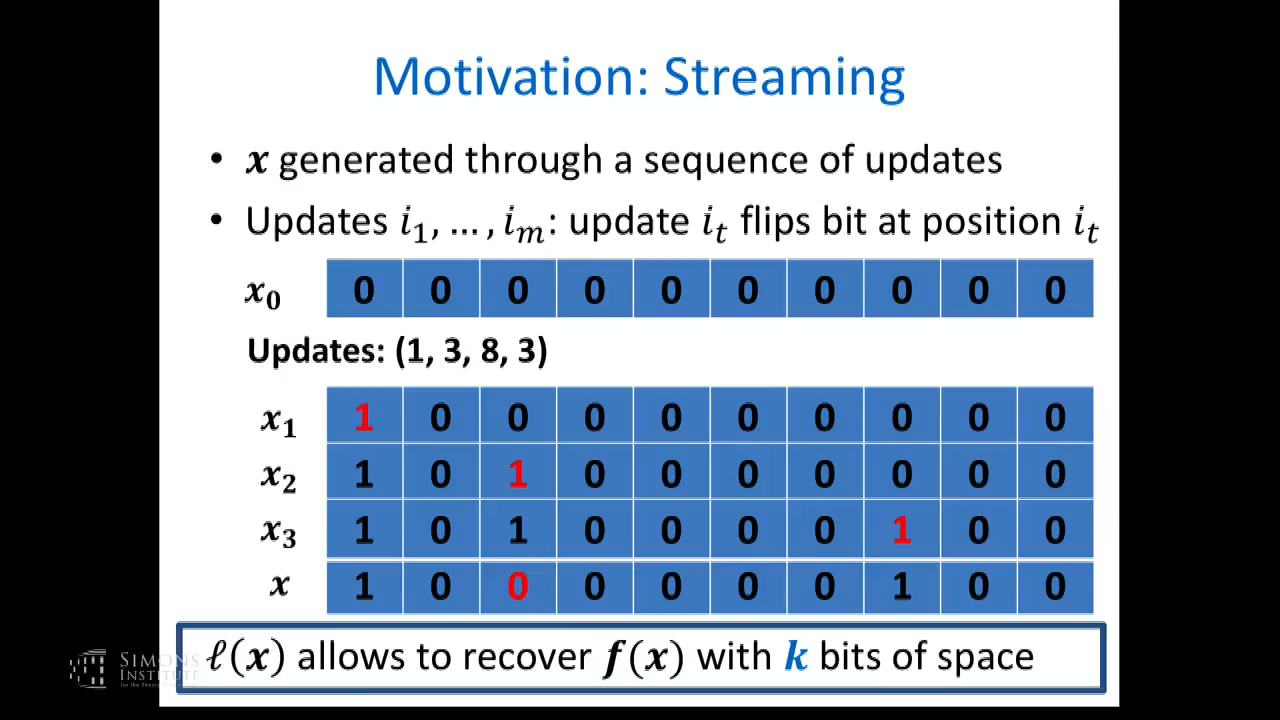 Motivation: Streaming
• x generated through a sequence of updates
• Updates i₁, … , iₘ: update iₜ flips bit at position iₜ
x₀ 0 0 0 0 0 0 0 0 0 0
Updates: (1, 3, 8, 3)
x₁ 1 0 0 0 0 0 0 0 0 0
x₂ 1 0 1 0 0 0 0 0 0 0
x₃ 1 0 1 0 0 0 0 1 0 0
x 1 0 0 0 0 0 0 1 0 0
ℓ(x) allows to recover f(x) with k bits of space
SIMONS
INSTITUTE